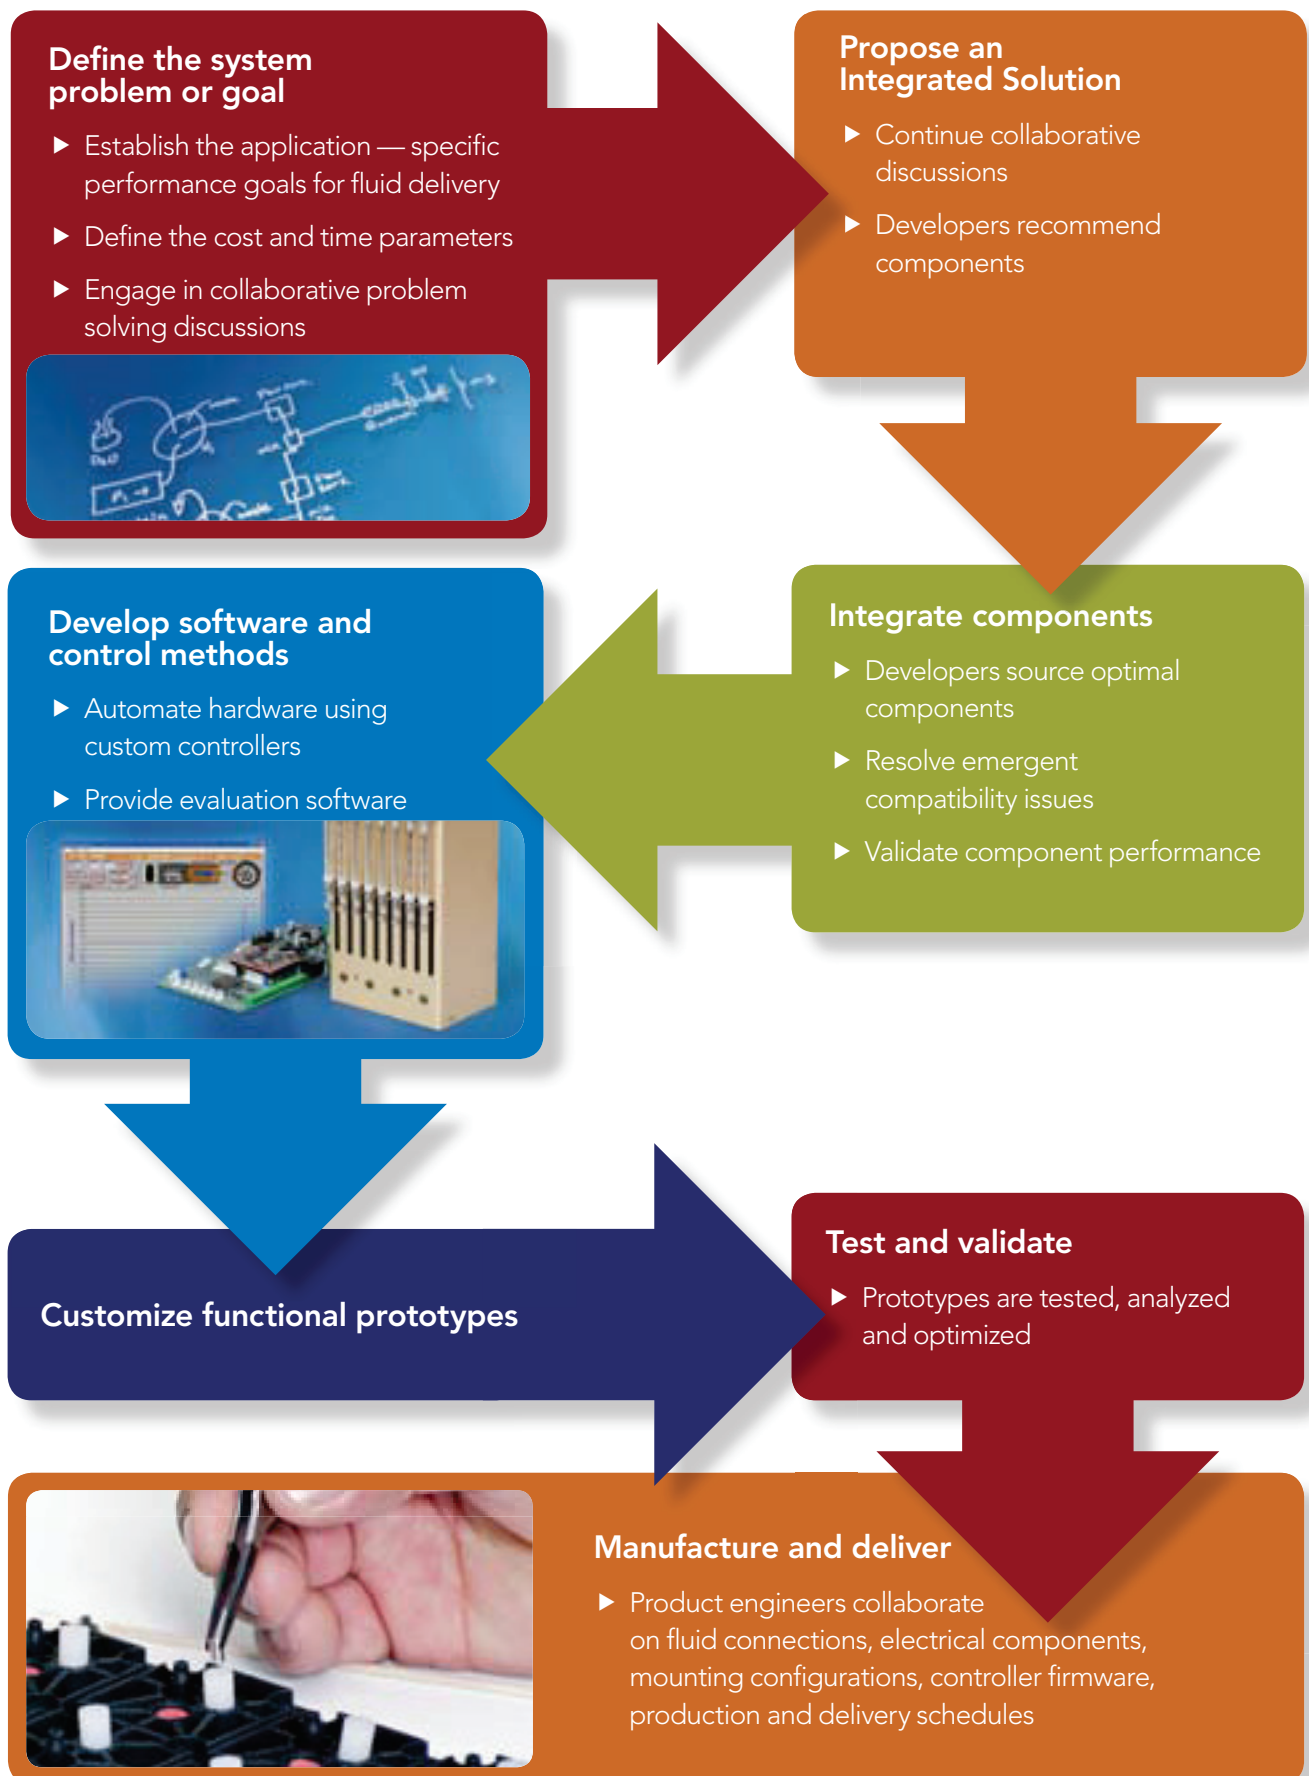 Define the system
problem or goal
▶ Establish the application — specific
performance goals for fluid delivery
▶ Define the cost and time parameters
▶ Engage in collaborative problem
solving discussions
Propose an
Integrated Solution
▶ Continue collaborative
discussions
▶ Developers recommend
components
Integrate components
▶ Developers source optimal
components
▶ Resolve emergent
compatibility issues
▶ Validate component performance
Develop software and
control methods
▶ Automate hardware using
custom controllers
▶ Provide evaluation software
Customize functional prototypes
Test and validate
▶ Prototypes are tested, analyzed
and optimized
Manufacture and deliver
▶ Product engineers collaborate
on fluid connections, electrical components,
mounting configurations, controller firmware,
production and delivery schedules